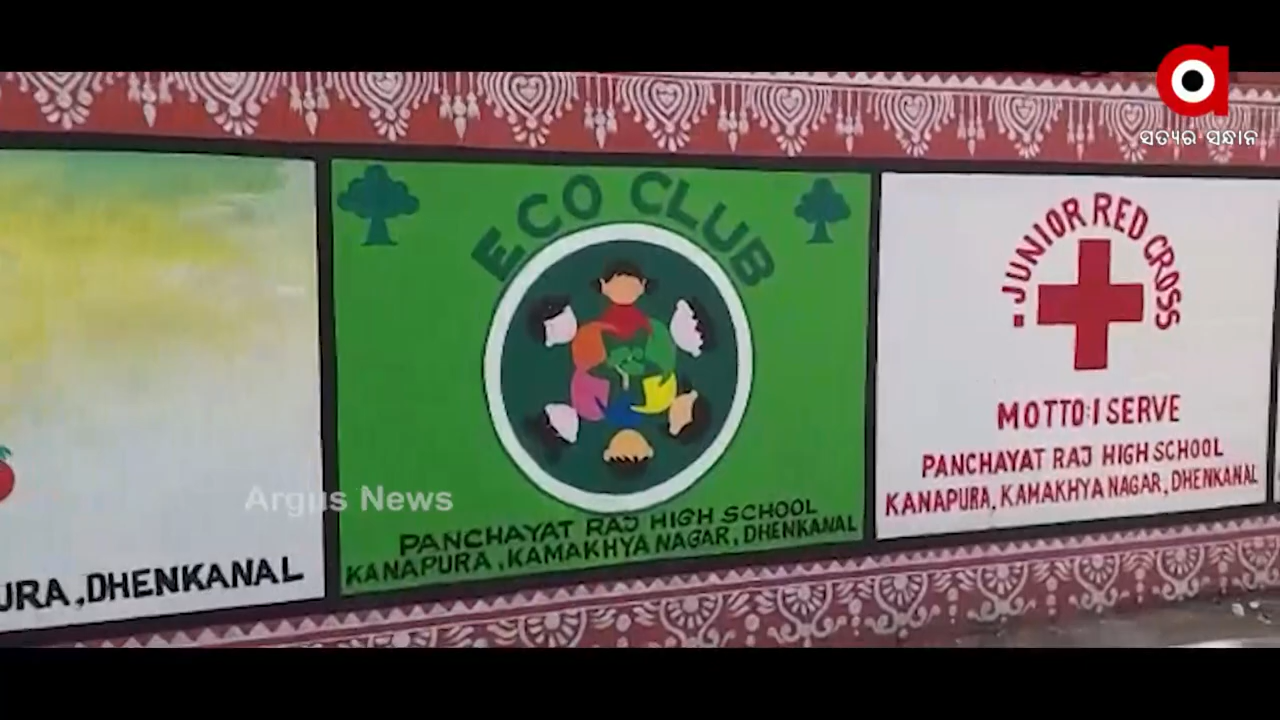 ସତ୍ୟର ସନ୍ଧାନ
ECO CLUB
PANCHAYAT RAJ HIGH SCHOOL
KANAPURA, KAMAKHYA NAGAR, DHENKANAL
JUNIOR RED CROSS
MOTTO:I SERVE
PANCHAYAT RAJ HIGH SCHOOL
KANAPURA, KAMAKHYA NAGAR, DHENKANAL
URA, DHENKANAL
Argus News